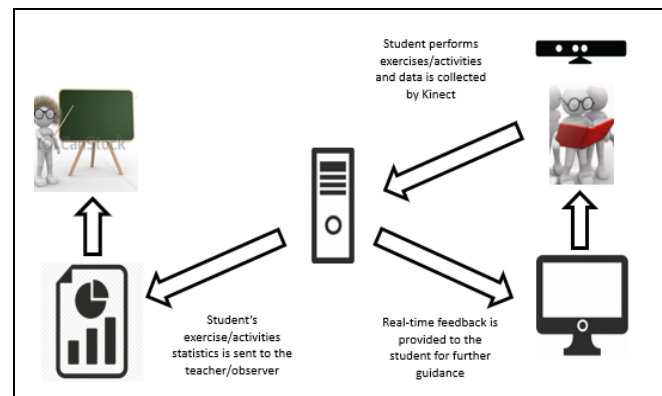 Student performs
exercises/activities
and data is collected
by Kinect
CanStock
Student's
exercise/activities
statistics is sent to the
teacher/observer
Real-time feedback is
provided to the
student for further
guidance